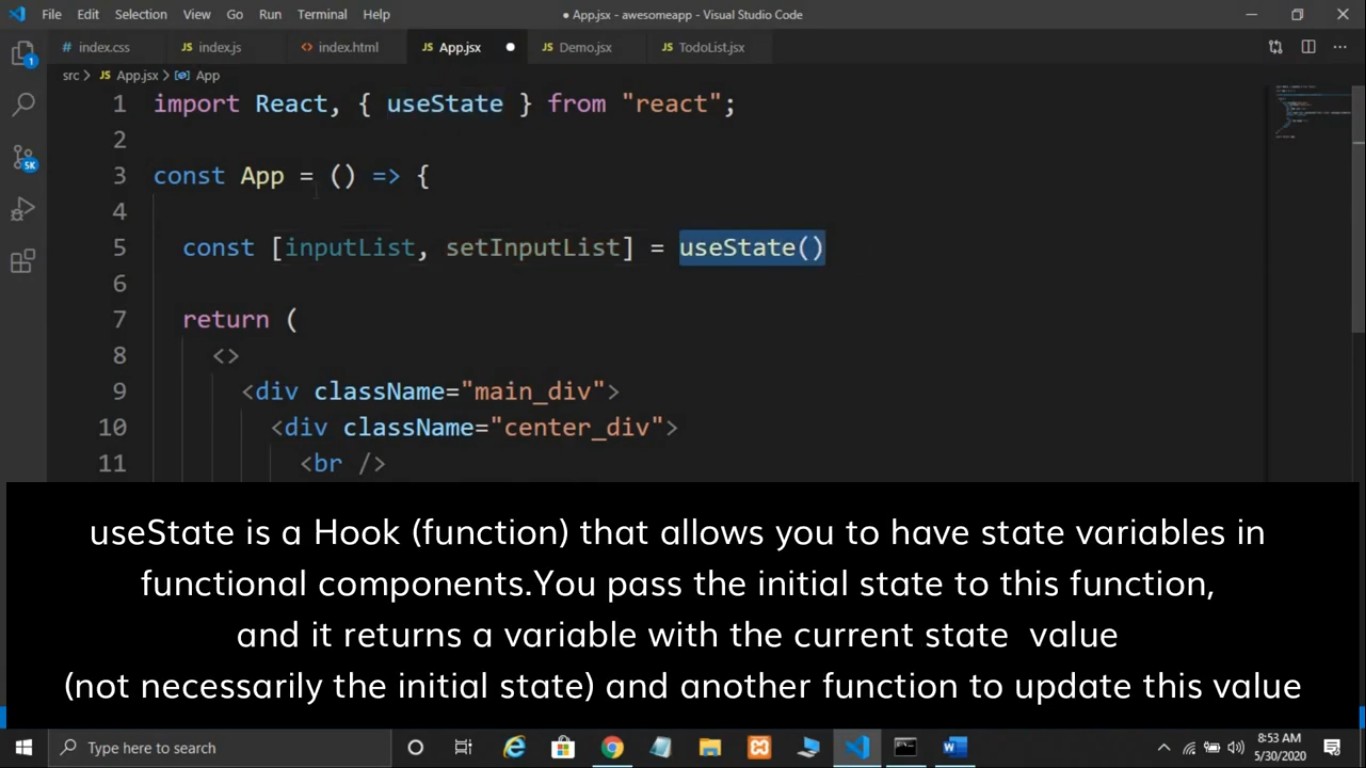 File Edit Selection View Go Run Terminal Help ● App.jsx - awesomeapp - Visual Studio Code
# index.css JS index.js <> index.html JS App.jsx ● JS Demo.jsx JS TodoList.jsx ...
1
src > JS App.jsx > App
1 import React, { useState } from "react";
2
3 const App = () => {
4
5K
5 const [inputList, setInputList] = useState()
6
7 return (
8 <>
9 <div className="main_div">
10 <div className="center_div">
11 <br />
useState is a Hook (function) that allows you to have state variables in
functional components.You pass the initial state to this function,
and it returns a variable with the current state value
(not necessarily the initial state) and another function to update this value
Type here to search
8:53 AM
5/30/2020